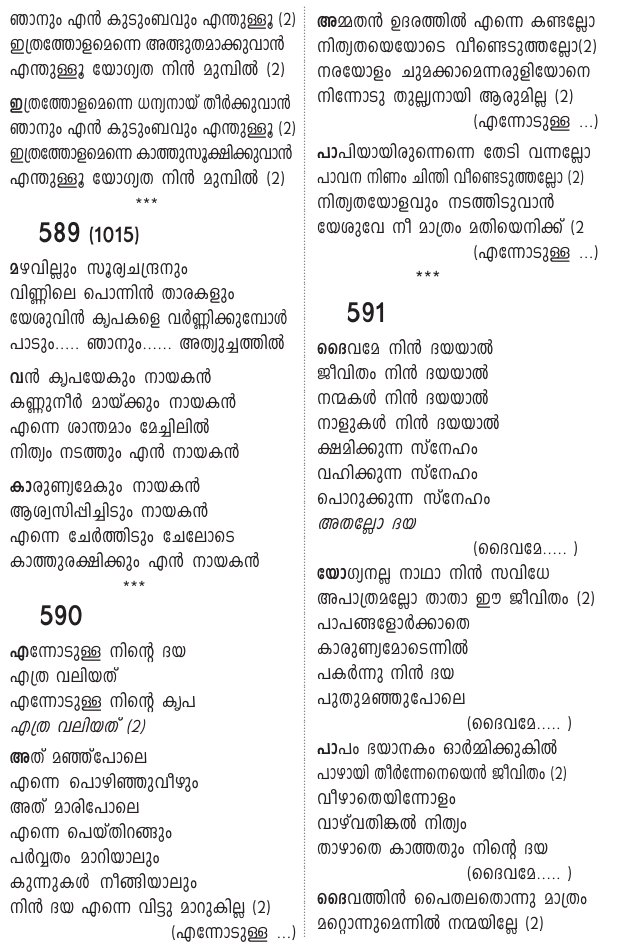 ഞാനും എൻ കുടുംബവും എന്തുള്ളൂ (2)
ഇത്രത്തോളമെന്നെ അത്ഭുതമാക്കുവാൻ
എന്തുള്ളൂ യോഗ്യത നിൻ മുമ്പിൽ (2)
ഇത്രത്തോളമെന്നെ ധന്യനായ് തീർക്കുവാൻ
ഞാനും എൻ കുടുംബവും എന്തുള്ളൂ (2)
ഇത്രത്തോളമെന്നെ കാത്തുസൂക്ഷിക്കുവാൻ
എന്തുള്ളൂ യോഗ്യത നിൻ മുമ്പിൽ (2)
***
589 (1015)
മഴവില്ലും സൂര്യചന്ദ്രനും
വിണ്ണിലെ പൊന്നിൻ താരകളും
യേശുവിൻ കൃപകളെ വർണ്ണിക്കുമ്പോൾ
പാടും..... ഞാനും...... അത്യുച്ചത്തിൽ
വൻ കൃപയേകും നായകൻ
കണ്ണുനീർ മായ്ക്കും നായകൻ
എന്നെ ശാന്തമാം മേച്ചിലിൽ
നിത്യം നടത്തും എൻ നായകൻ
കാരുണ്യമേകും നായകൻ
ആശ്വസിപ്പിച്ചിടും നായകൻ
എന്നെ ചേർത്തിടും ചേലോടെ
കാത്തുരക്ഷിക്കും എൻ നായകൻ
***
590
എന്നോടുള്ള നിന്റെ ദയ
എത്ര വലിയത്
എന്നോടുള്ള നിന്റെ കൃപ
എത്ര വലിയത് (2)
അത് മഞ്ഞ്പോലെ
എന്നെ പൊഴിഞ്ഞുവീഴും
അത് മാരിപോലെ
എന്നെ പെയ്തിറങ്ങും
പർവ്വതം മാറിയാലും
കുന്നുകൾ നീങ്ങിയാലും
നിൻ ദയ എന്നെ വിട്ടു മാറുകില്ല (2)
(എന്നോടുള്ള ...)
അമ്മതൻ ഉദരത്തിൽ എന്നെ കണ്ടല്ലോ
നിത്യതയെയോടെ വീണ്ടെടുത്തല്ലോ(2)
നരയോളം ചുമക്കാമെന്നരുളിയോനെ
നിന്നോടു തുല്ല്യനായി ആരുമില്ല (2)
(എന്നോടുള്ള ...)
പാപിയായിരുന്നെന്നെ തേടി വന്നല്ലോ
പാവന നിണം ചിന്തി വീണ്ടെടുത്തല്ലോ (2)
നിത്യതയോളവും നടത്തിടുവാൻ
യേശുവേ നീ മാത്രം മതിയെനിക്ക് (2
(എന്നോടുള്ള ...)
***
591
ദൈവമേ നിൻ ദയയാൽ
ജീവിതം നിൻ ദയയാൽ
നന്മകൾ നിൻ ദയയാൽ
നാളുകൾ നിൻ ദയയാൽ
ക്ഷമിക്കുന്ന സ്നേഹം
വഹിക്കുന്ന സ്നേഹം
പൊറുക്കുന്ന സ്നേഹം
അതല്ലോ ദയ
(ദൈവമേ..... )
യോഗ്യനല്ല നാഥാ നിൻ സവിധേ
അപാത്രമല്ലോ താതാ ഈ ജീവിതം (2)
പാപങ്ങളോർക്കാതെ
കാരുണ്യമോടെന്നിൽ
പകർന്നു നിൻ ദയ
പുതുമഞ്ഞുപോലെ
(ദൈവമേ..... )
പാപം ഭയാനകം ഓർമ്മിക്കുകിൽ
പാഴായി തീർന്നേനെയെൻ ജീവിതം (2)
വീഴാതെയിന്നോളം
വാഴ്വതിങ്കൽ നിത്യം
താഴാതെ കാത്തതും നിന്റെ ദയ
(ദൈവമേ..... )
ദൈവത്തിൻ പൈതലതൊന്നു മാത്രം
മറ്റൊന്നുമെന്നിൽ നന്മയില്ലേ (2)